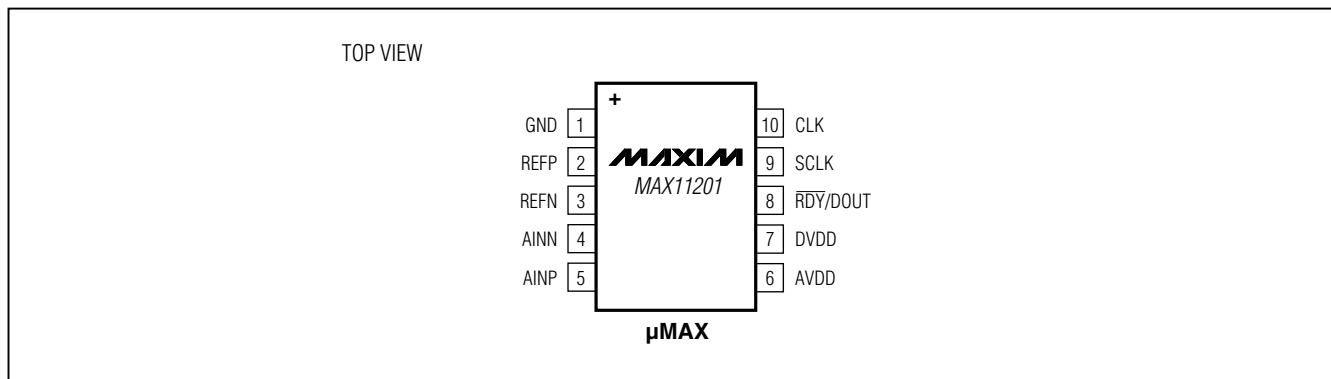 TOP VIEW
+
GND 1
REFP 2
REFN 3
AINN 4
AINP 5
MAXIM
MAX11201
10 CLK
9 SCLK
8 R̅D̅Y̅/DOUT
7 DVDD
6 AVDD
µMAX